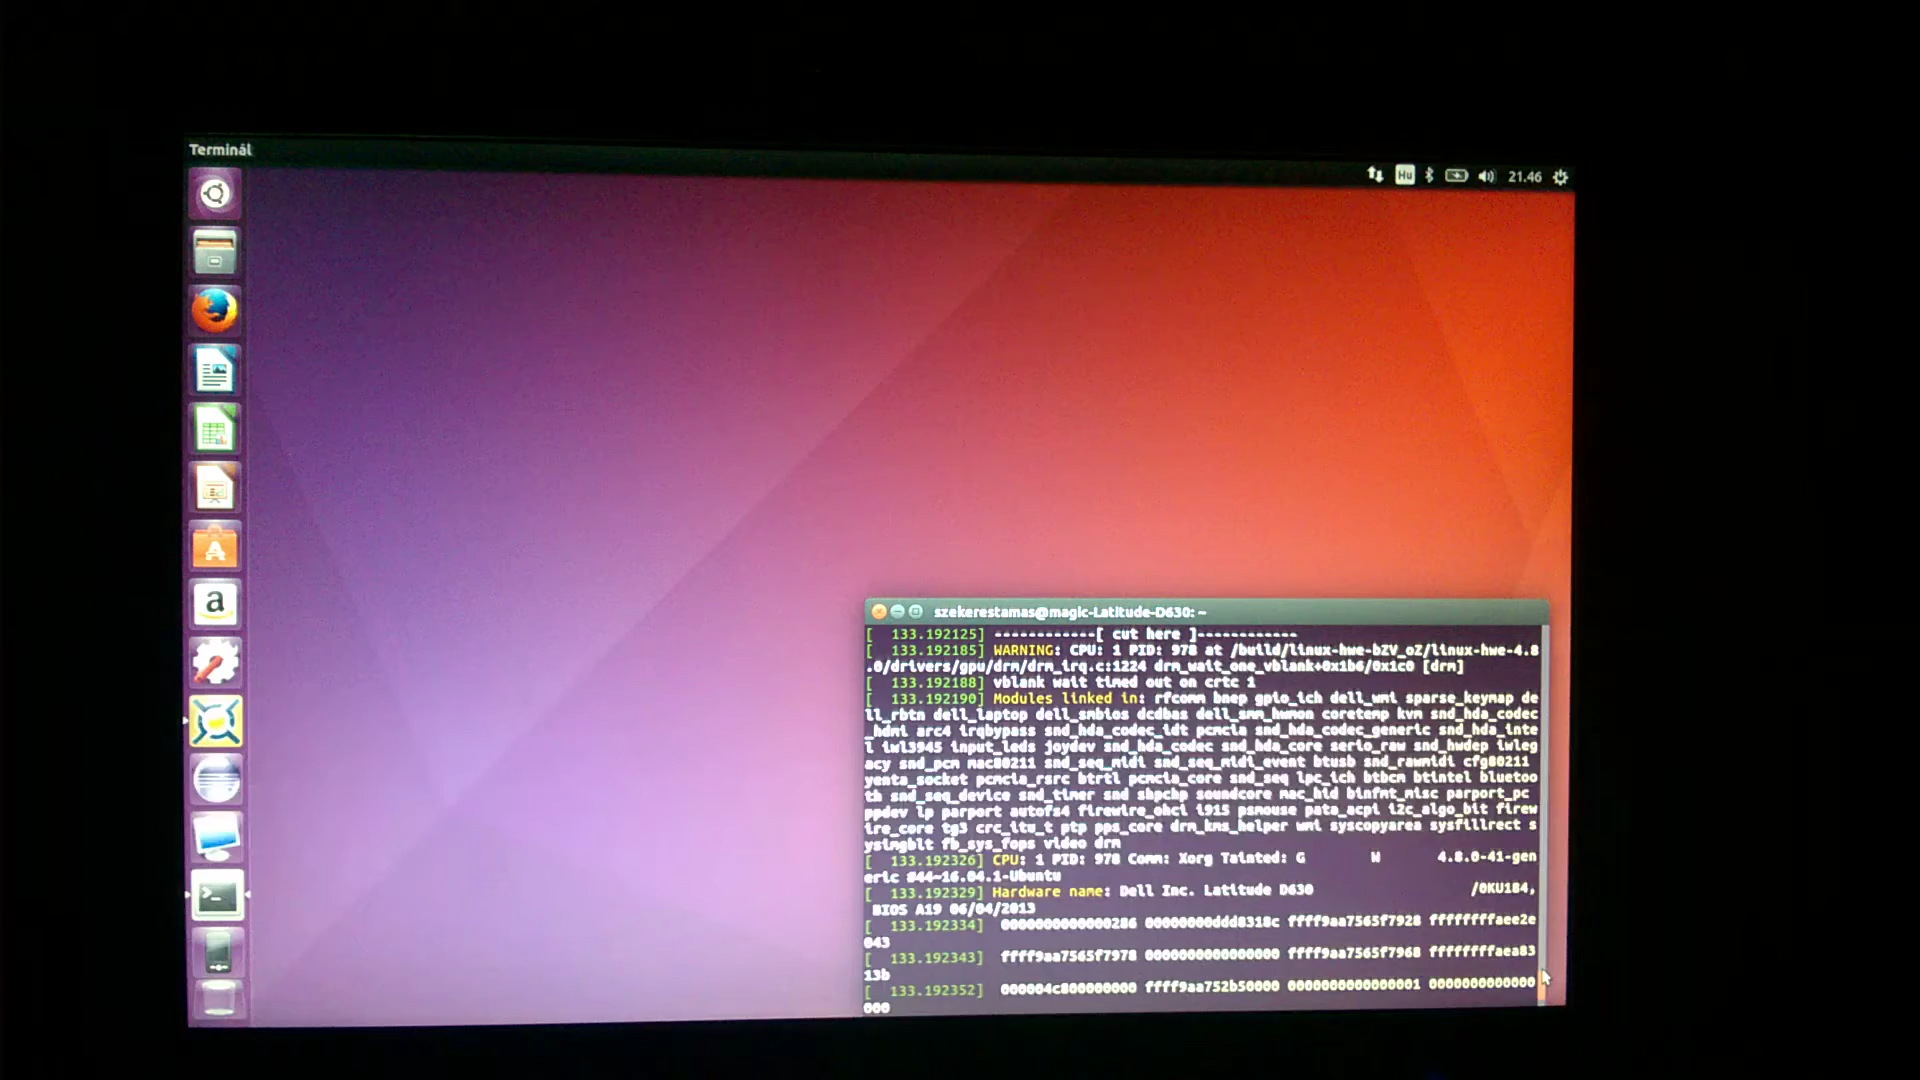 Terminál
Hu
21.46
a
szekerestamas@magic-Latitude-D630: ~
[  133.192125] ------------[ cut here ]------------
[  133.192185] WARNING: CPU: 1 PID: 978 at /build/linux-hwe-bZV_oZ/linux-hwe-4.8
.0/drivers/gpu/drm/drm_irq.c:1224 drm_wait_one_vblank+0x1b6/0x1c0 [drm]
[  133.192188] vblank wait timed out on crtc 1
[  133.192190] Modules linked in: rfcomm bnep gpio_ich dell_wmi sparse_keymap de
ll_rbtn dell_laptop dell_smbios dcdbas dell_smm_hwmon coretemp kvm snd_hda_codec
_hdmi arc4 irqbypass snd_hda_codec_idt pcmcia snd_hda_codec_generic snd_hda_inte
l iwl3945 input_leds joydev snd_hda_codec snd_hda_core serio_raw snd_hwdep iwleg
acy snd_pcm mac80211 snd_seq_midi snd_seq_midi_event btusb snd_rawmidi cfg80211
yenta_socket pcmcia_rsrc btrtl pcmcia_core snd_seq lpc_ich btbcm btintel bluetoo
th snd_seq_device snd_timer snd shpchp soundcore mac_hid binfmt_misc parport_pc
ppdev lp parport autofs4 firewire_ohci i915 psmouse pata_acpi i2c_algo_bit firew
ire_core tg3 crc_itu_t ptp pps_core drm_kms_helper wmi syscopyarea sysfillrect s
ysimgblt fb_sys_fops video drm
[  133.192326] CPU: 1 PID: 978 Comm: Xorg Tainted: G        W       4.8.0-41-gen
eric #44~16.04.1-Ubuntu
[  133.192329] Hardware name: Dell Inc. Latitude D630                   /0KU184,
 BIOS A19 06/04/2013
[  133.192334]  0000000000000286 00000000ddd8318c ffff9aa7565f7928 ffffffffaee2e
043
[  133.192343]  ffff9aa7565f7978 0000000000000000 ffff9aa7565f7968 ffffffffaea83
13b
[  133.192352]  000004c800000000 ffff9aa752b50000 0000000000000001 0000000000000
000